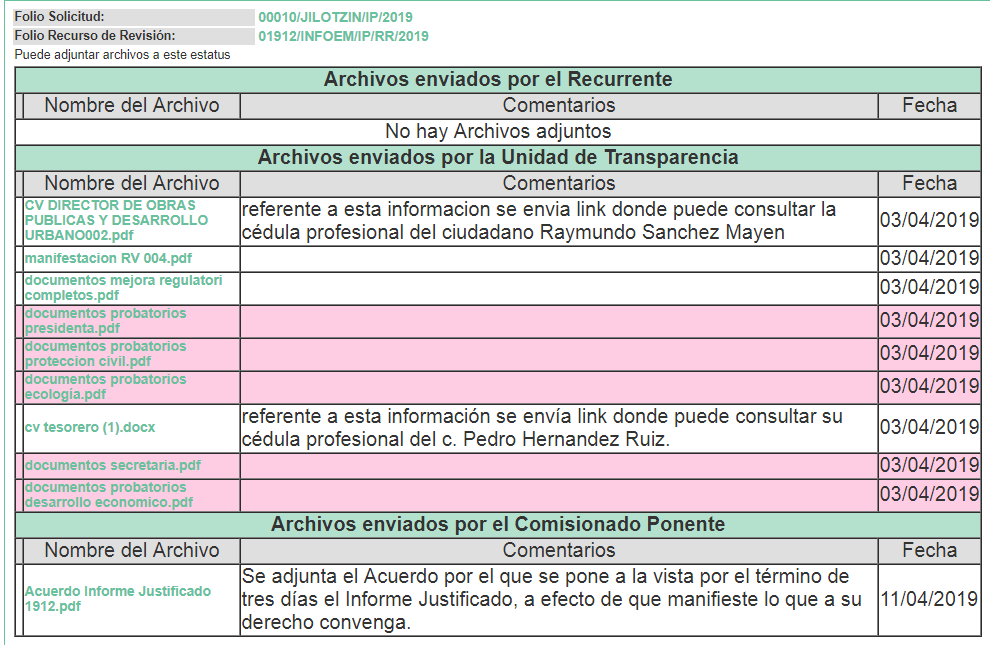 Folio Solicitud: 00010/JILOTZIN/IP/2019
Folio Recurso de Revisión: 01912/INFOEM/IP/RR/2019
Puede adjuntar archivos a este estatus
Archivos enviados por el Recurrente
Nombre del Archivo Comentarios Fecha
No hay Archivos adjuntos
Archivos enviados por la Unidad de Transparencia
Nombre del Archivo Comentarios Fecha
CV DIRECTOR DE OBRAS
PUBLICAS Y DESARROLLO
URBANO002.pdf
referente a esta informacion se envia link donde puede consultar la
cédula profesional del ciudadano Raymundo Sanchez Mayen
03/04/2019
manifestacion RV 004.pdf 03/04/2019
documentos mejora regulatori
completos.pdf
03/04/2019
documentos probatorios
presidenta.pdf
03/04/2019
documentos probatorios
proteccion civil.pdf
03/04/2019
documentos probatorios
ecologia.pdf
03/04/2019
cv tesorero (1).docx
referente a esta información se envía link donde puede consultar su
cédula profesional del c. Pedro Hernandez Ruiz.
03/04/2019
documentos secretaria.pdf 03/04/2019
documentos probatorios
desarrollo economico.pdf
03/04/2019
Archivos enviados por el Comisionado Ponente
Nombre del Archivo Comentarios Fecha
Acuerdo Informe Justificado
1912.pdf
Se adjunta el Acuerdo por el que se pone a la vista por el término de
tres días el Informe Justificado, a efecto de que manifieste lo que a su
derecho convenga.
11/04/2019